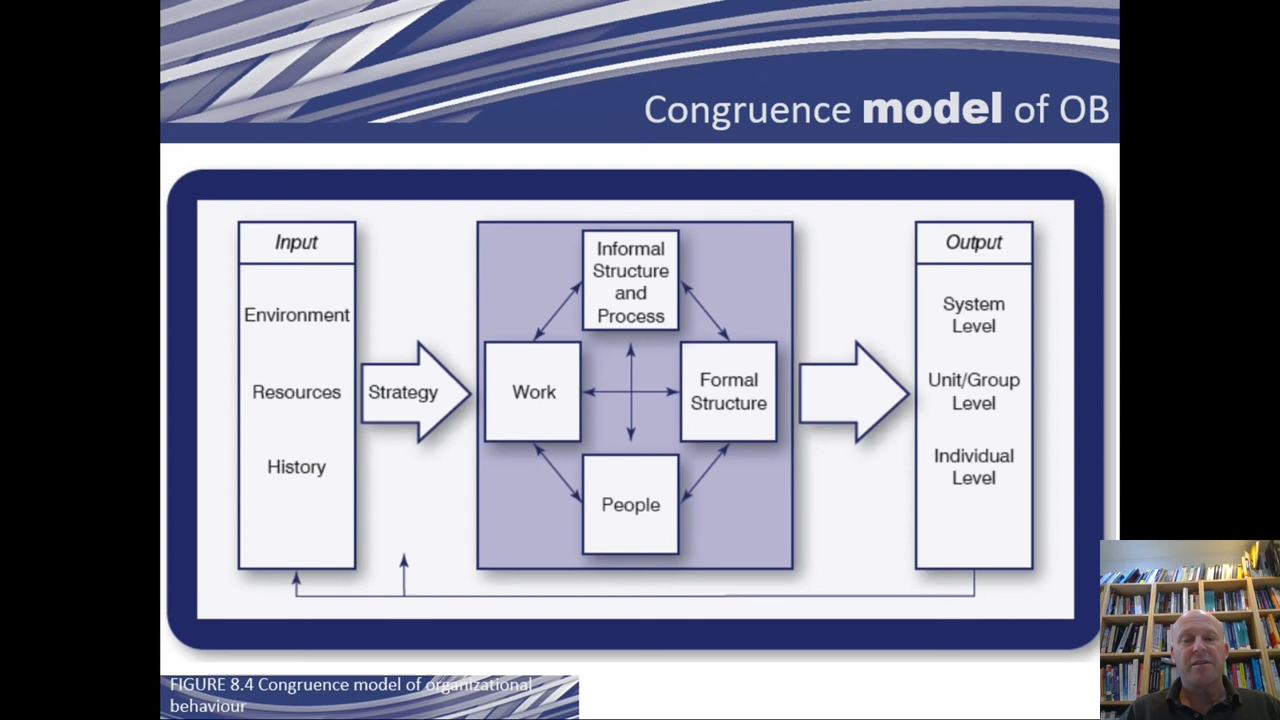 Congruence model of OB
Input
Environment
Resources
History
Strategy
Informal
Structure
and
Process
Work
Formal
Structure
People
Output
System
Level
Unit/Group
Level
Individual
Level
FIGURE 8.4 Congruence model of organizational
behaviour